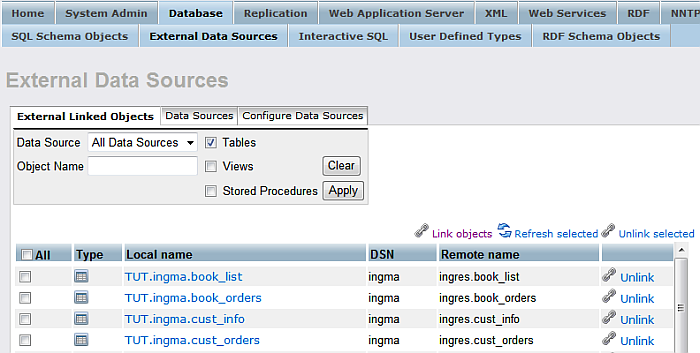 Home System Admin Database Replication Web Application Server XML Web Services RDF NNTP
SQL Schema Objects External Data Sources Interactive SQL User Defined Types RDF Schema Objects
External Data Sources
External Linked Objects Data Sources Configure Data Sources
Data Source All Data Sources Tables
Object Name Views Clear
Stored Procedures Apply
Link objects Refresh selected Unlink selected
All Type Local name DSN Remote name
TUT.ingma.book_list ingma ingres.book_list Unlink
TUT.ingma.book_orders ingma ingres.book_orders Unlink
TUT.ingma.cust_info ingma ingres.cust_info Unlink
TUT.ingma.cust_orders ingma ingres.cust_orders Unlink